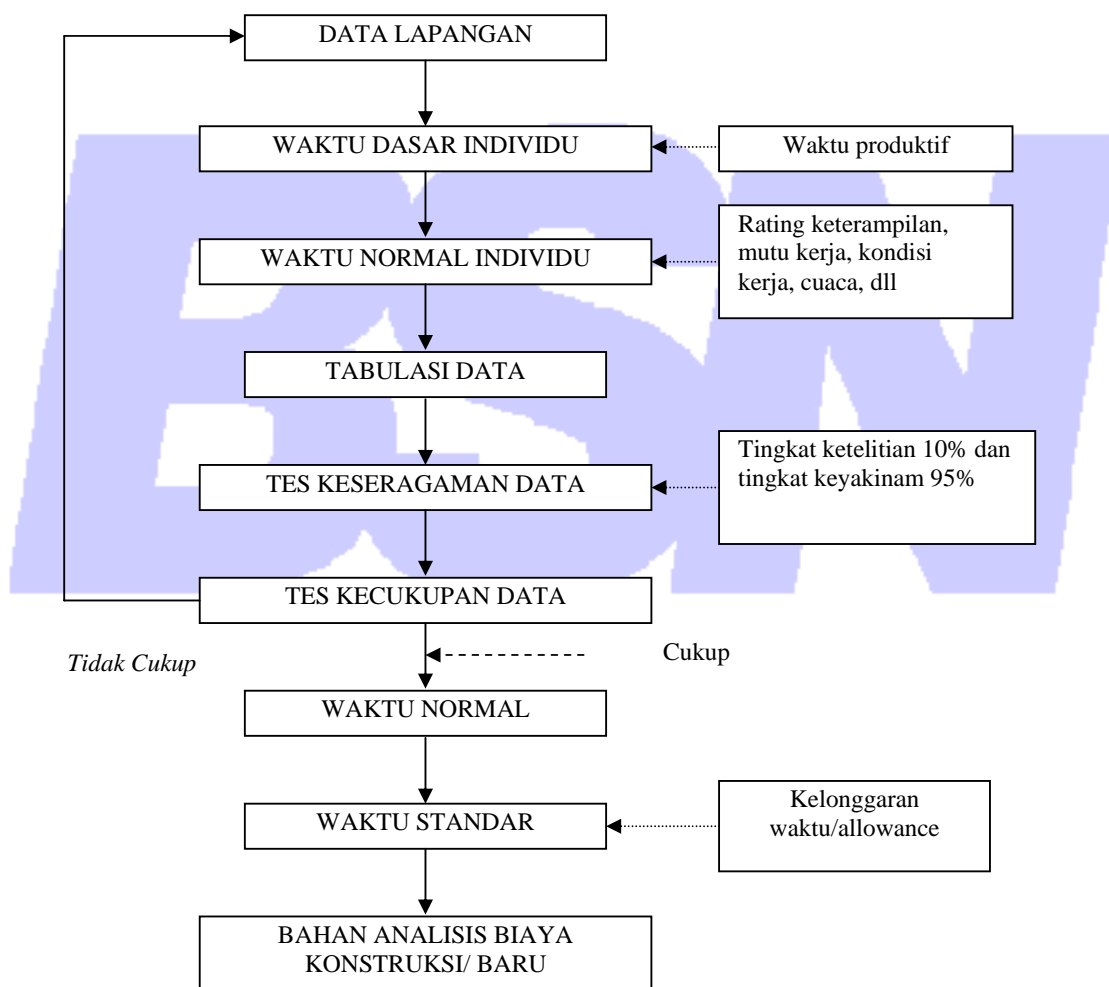 DATA LAPANGAN
WAKTU DASAR INDIVIDU
Waktu produktif
WAKTU NORMAL INDIVIDU
Rating keterampilan,
mutu kerja, kondisi
kerja, cuaca, dll
TABULASI DATA
TES KESERAGAMAN DATA
Tingkat ketelitian 10% dan
tingkat keyakinam 95%
TES KECUKUPAN DATA
Tidak Cukup
Cukup
WAKTU NORMAL
WAKTU STANDAR
Kelonggaran
waktu/allowance
BAHAN ANALISIS BIAYA
KONSTRUKSI/ BARU
BSN